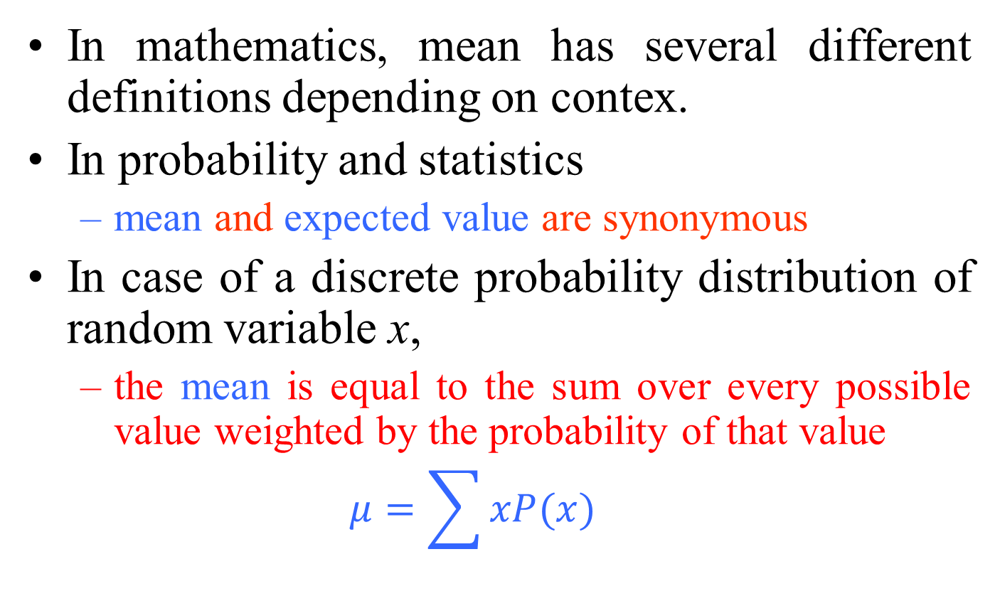 • In mathematics, mean has several different
definitions depending on contex.
• In probability and statistics
– mean and expected value are synonymous
• In case of a discrete probability distribution of
random variable x,
– the mean is equal to the sum over every possible
value weighted by the probability of that value
μ = ∑ xP(x)